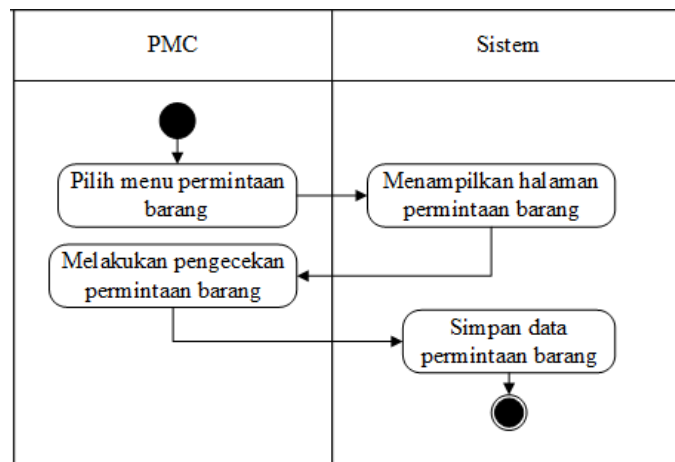 PMC
Sistem
Pilih menu permintaan
barang
Menampilkan halaman
permintaan barang
Melakukan pengecekan
permintaan barang
Simpan data
permintaan barang